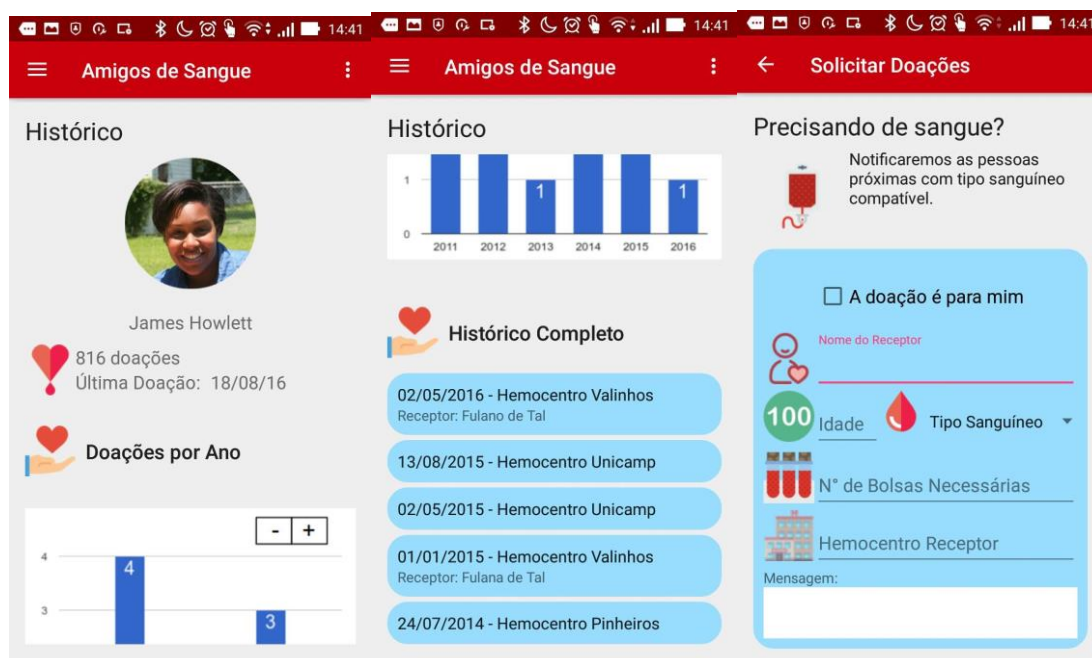 14:41
Amigos de Sangue
Histórico
James Howlett
816 doações
Última Doação: 18/08/16
Doações por Ano
- +
4
4
3
3
14:41
Amigos de Sangue
Histórico
1
1
1
0
2011 2012 2013 2014 2015 2016
Histórico Completo
02/05/2016 - Hemocentro Valinhos
Receptor: Fulano de Tal
13/08/2015 - Hemocentro Unicamp
02/05/2015 - Hemocentro Unicamp
01/01/2015 - Hemocentro Valinhos
Receptor: Fulana de Tal
24/07/2014 - Hemocentro Pinheiros
14:41
Solicitar Doações
Precisando de sangue?
Notificaremos as pessoas
próximas com tipo sanguíneo
compatível.
A doação é para mim
Nome do Receptor
100 Idade Tipo Sanguíneo
N° de Bolsas Necessárias
Hemocentro Receptor
Mensagem: